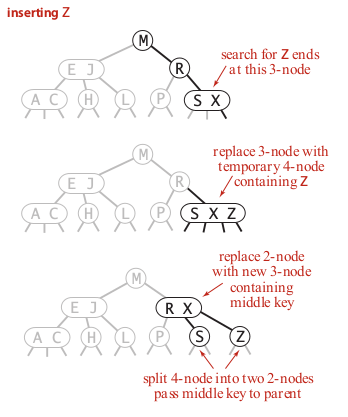 inserting Z
M
search for Z ends
at this 3-node
E J
R
A C
H
L
P
S X
replace 3-node with
temporary 4-node
containing Z
M
E J
R
A C
H
L
P
S X Z
replace 2-node
with new 3-node
containing
middle key
M
E J
R X
A C
H
L
P
S
Z
split 4-node into two 2-nodes
pass middle key to parent